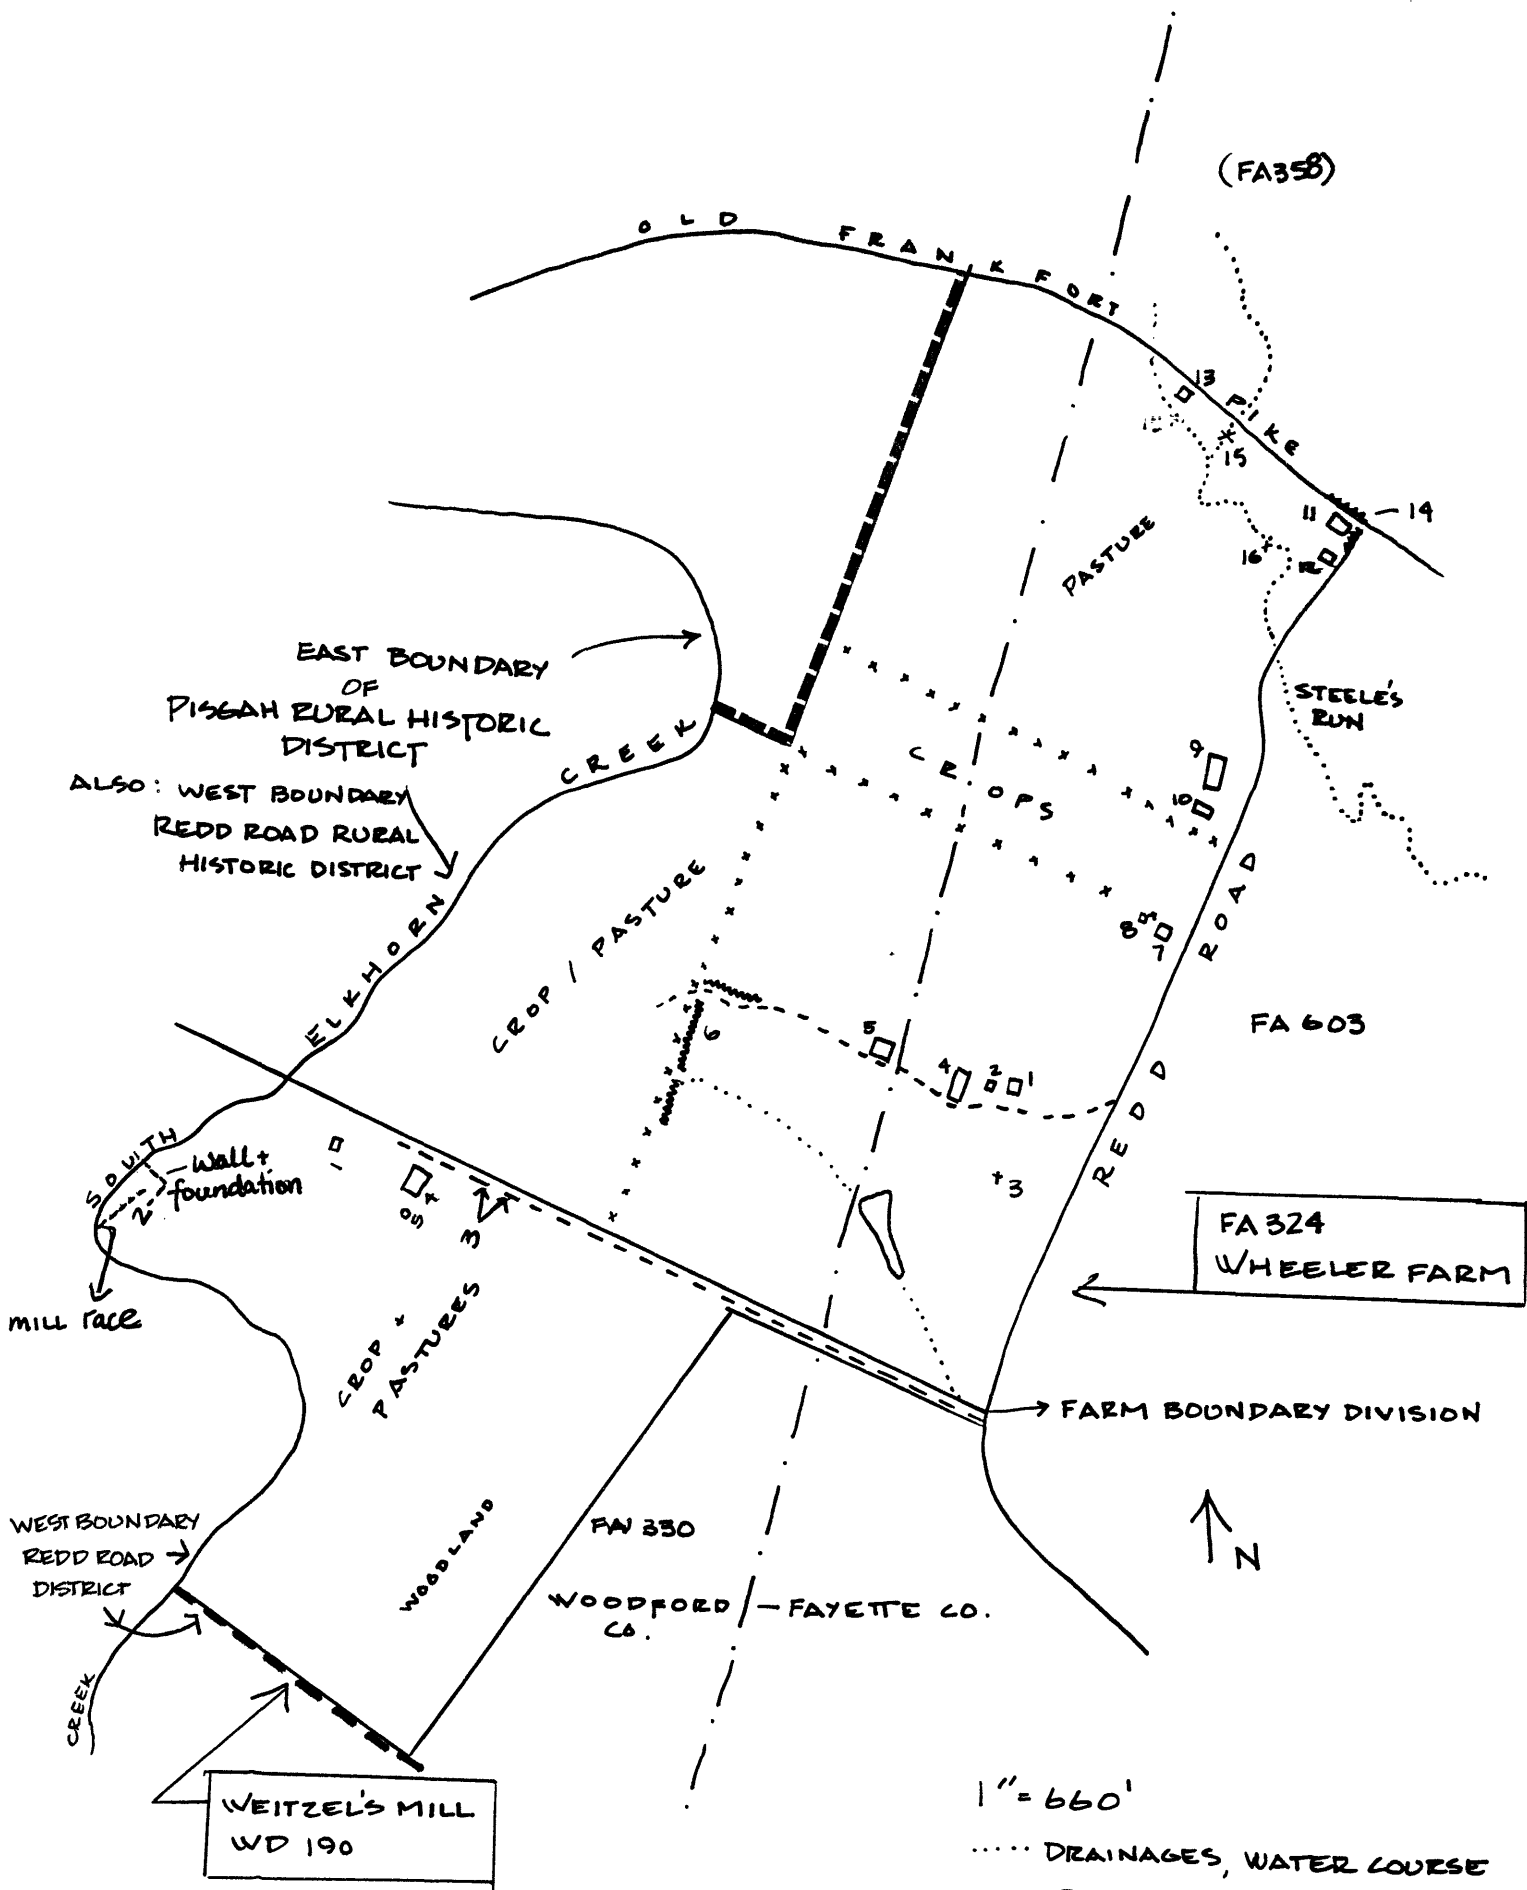 (FA358)
OLD FRANKFORT PIKE
13
15
11
14
16
12
PASTURE
EAST BOUNDARY
OF
PISGAH RURAL HISTORIC
DISTRICT
ALSO: WEST BOUNDARY
REDD ROAD RURAL
HISTORIC DISTRICT
STEELE'S
RUN
SOUTH ELKHORN CREEK
CROPS
9
10
8
7
CROP / PASTURE
REDD ROAD
FA 603
6
5
4
2
1
+3
Wall +
foundation
2
1
4
5
3
mill race
CROP +
PASTURES
FA 324
WHEELER FARM
FARM BOUNDARY DIVISION
WEST BOUNDARY
REDD ROAD
DISTRICT
WOODLAND
FA 330
WOODFORD
CO.
FAYETTE CO.
N
CREEK
WEITZEL'S MILL
WD 190
1"= 660'
DRAINAGES, WATER COURSE